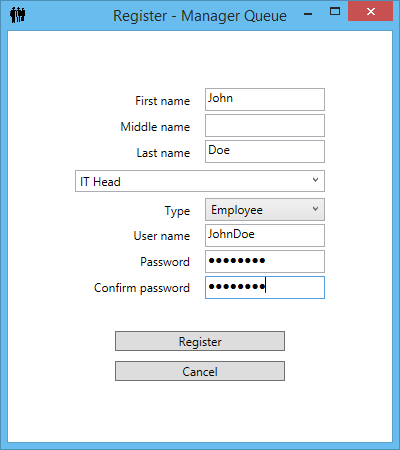 Register - Manager Queue
First name John
Middle name
Last name Doe
IT Head
Type Employee
User name JohnDoe
Password ●●●●●●●●
Confirm password ●●●●●●●●
Register
Cancel